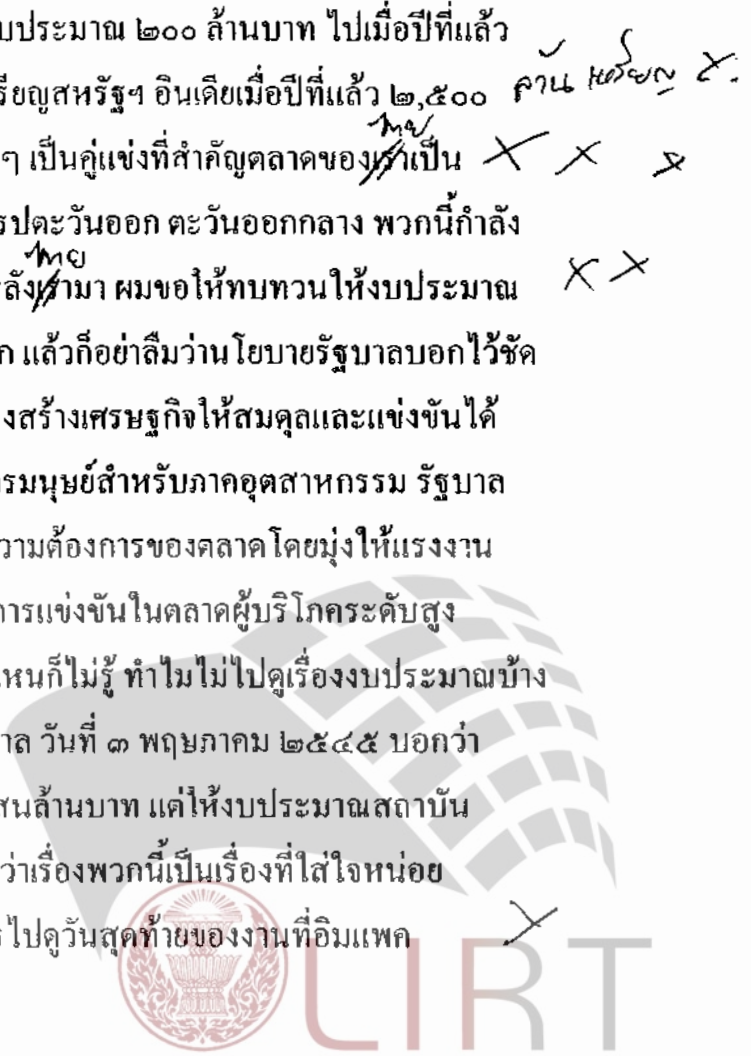 บประมาณ ๒๐๐ ล้านบาท ไปเมื่อปีที่แล้ว
รียญสหรัฐฯ อินเดียเมื่อปีที่แล้ว ๒,๕๐๐ ล้าน เหรียญ
ๆ เป็นคู่แข่งที่สำคัญตลาดของไทยเป็น
รปตะวันออก ตะวันออกกลาง พวกนี้กำลัง
ลังไทยมา ผมขอให้ทบทวนให้งบประมาณ
ก แล้วก็อย่าลืมว่านโยบายรัฐบาลบอกไว้ชัด
งสร้างเศรษฐกิจให้สมดุลและแข่งขันได้
รมนุษย์สำหรับภาคอุตสาหกรรม รัฐบาล
วามต้องการของตลาดโดยมุ่งให้แรงงาน
การแข่งขันในตลาดผู้บริโภคระดับสูง
ไหนก็ไม่รู้ ทำไมไม่ไปดูเรื่องงบประมาณบ้าง
าล วันที่ ๓ พฤษภาคม ๒๕๔๕ บอกว่า
สนล้านบาท แต่ให้งบประมาณสถาบัน
ว่าเรื่องพวกนี้เป็นเรื่องที่ใส่ใจหน่อย
ไปดูวันสุดท้ายของงานที่อิมแพค
LIRT